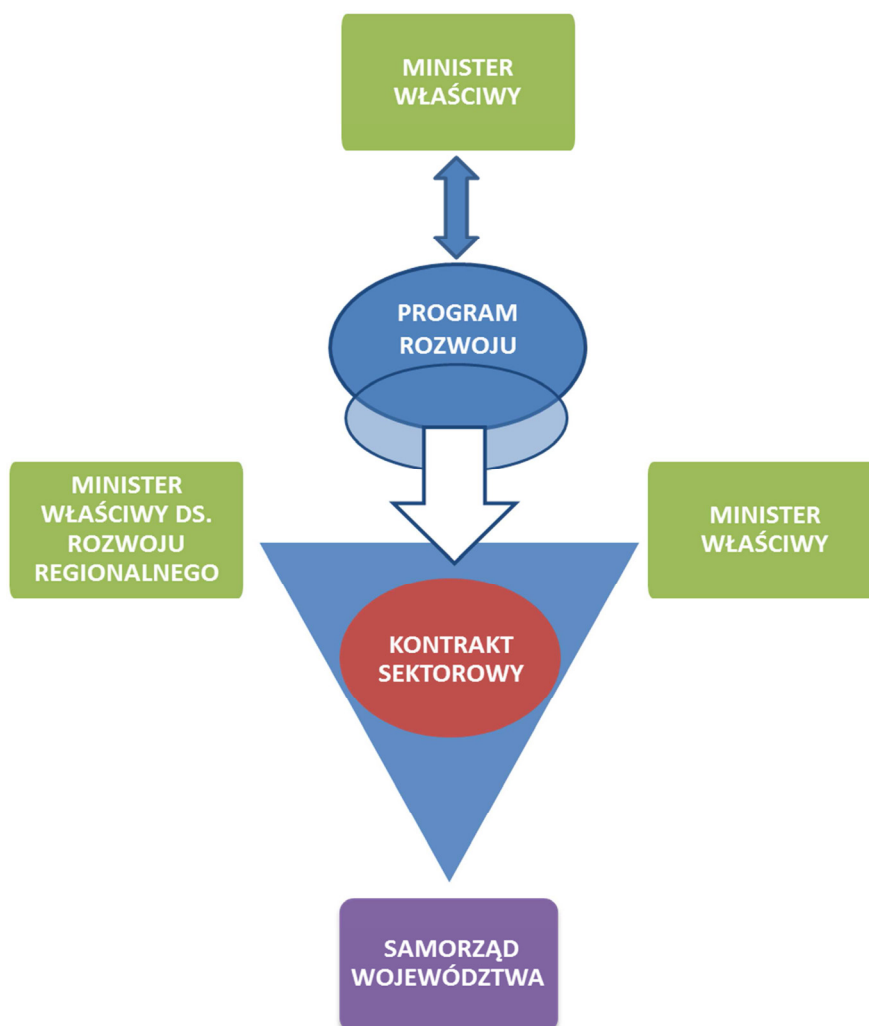 MINISTER
WŁAŚCIWY
PROGRAM
ROZWOJU
MINISTER
WŁAŚCIWY DS.
ROZWOJU
REGIONALNEGO
MINISTER
WŁAŚCIWY
KONTRAKT
SEKTOROWY
SAMORZĄD
WOJEWÓDZTWA